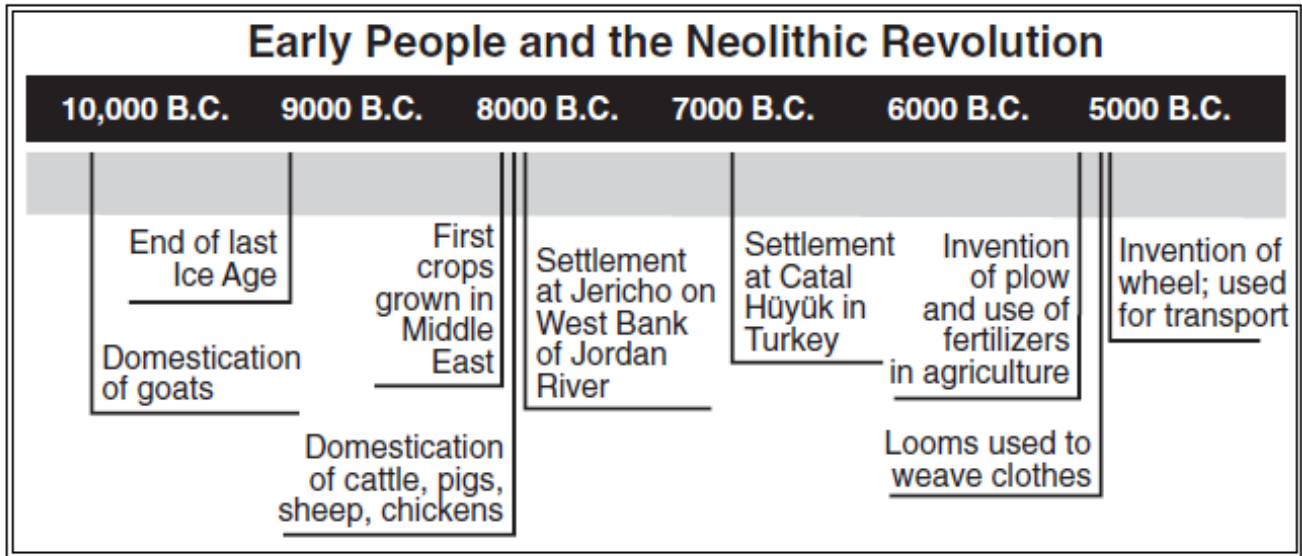 Early People and the Neolithic Revolution
10,000 B.C. 9000 B.C. 8000 B.C. 7000 B.C. 6000 B.C. 5000 B.C.
End of last
Ice Age
Domestication
of goats
First
crops
grown in
Middle
East
Domestication
of cattle, pigs,
sheep, chickens
Settlement
at Jericho on
West Bank
of Jordan
River
Settlement
at Catal
Hüyük in
Turkey
Invention
of plow
and use of
fertilizers
in agriculture
Looms used to
weave clothes
Invention of
wheel; used
for transport